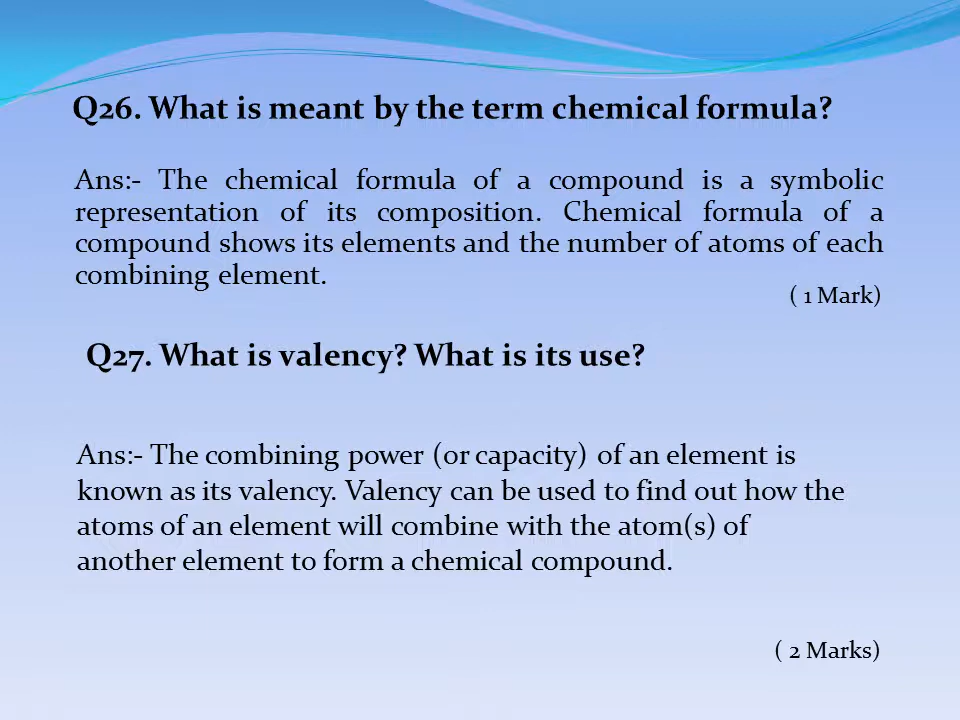 Q26. What is meant by the term chemical formula?
Ans:- The chemical formula of a compound is a symbolic
representation of its composition. Chemical formula of a
compound shows its elements and the number of atoms of each
combining element.
( 1 Mark)
Q27. What is valency? What is its use?
Ans:- The combining power (or capacity) of an element is
known as its valency. Valency can be used to find out how the
atoms of an element will combine with the atom(s) of
another element to form a chemical compound.
( 2 Marks)